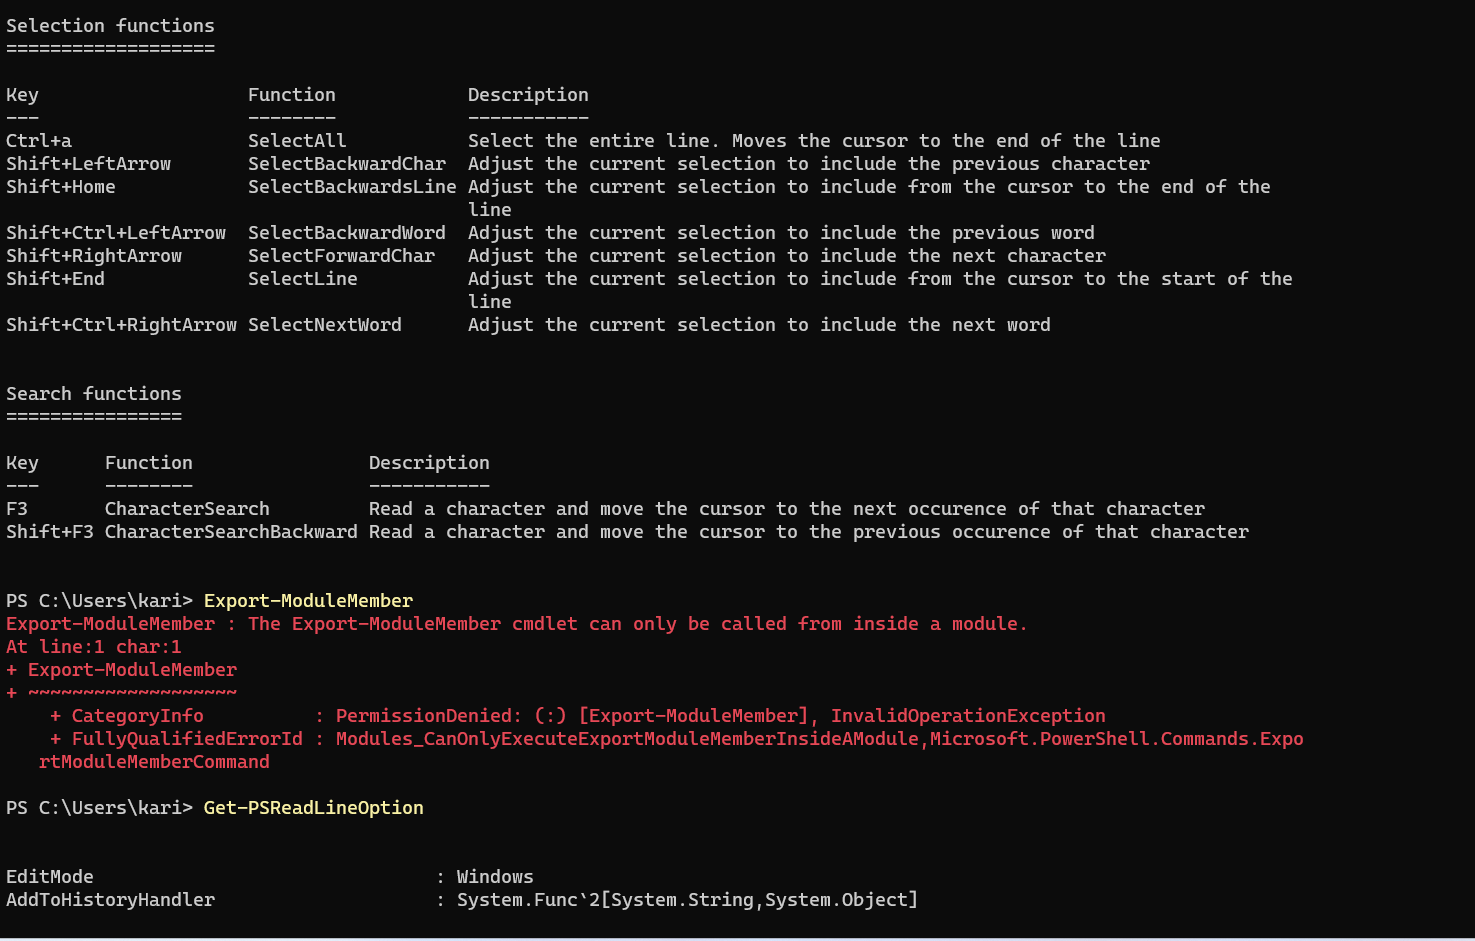 Selection functions
===================
Key                   Function            Description
---                   --------            -----------
Ctrl+a                SelectAll           Select the entire line. Moves the cursor to the end of the line
Shift+LeftArrow       SelectBackwardChar  Adjust the current selection to include the previous character
Shift+Home            SelectBackwardsLine Adjust the current selection to include from the cursor to the end of the
                                          line
Shift+Ctrl+LeftArrow  SelectBackwardWord  Adjust the current selection to include the previous word
Shift+RightArrow      SelectForwardChar   Adjust the current selection to include the next character
Shift+End             SelectLine          Adjust the current selection to include from the cursor to the start of the
                                          line
Shift+Ctrl+RightArrow SelectNextWord      Adjust the current selection to include the next word
Search functions
================
Key      Function                Description
---      --------                -----------
F3       CharacterSearch         Read a character and move the cursor to the next occurence of that character
Shift+F3 CharacterSearchBackward Read a character and move the cursor to the previous occurence of that character
PS C:\Users\kari> Export-ModuleMember
Export-ModuleMember : The Export-ModuleMember cmdlet can only be called from inside a module.
At line:1 char:1
+ Export-ModuleMember
+ ~~~~~~~~~~~~~~~~~~~
    + CategoryInfo          : PermissionDenied: (:) [Export-ModuleMember], InvalidOperationException
    + FullyQualifiedErrorId : Modules_CanOnlyExecuteExportModuleMemberInsideAModule,Microsoft.PowerShell.Commands.Expo
   rtModuleMemberCommand
PS C:\Users\kari> Get-PSReadLineOption
EditMode                               : Windows
AddToHistoryHandler                    : System.Func`2[System.String,System.Object]